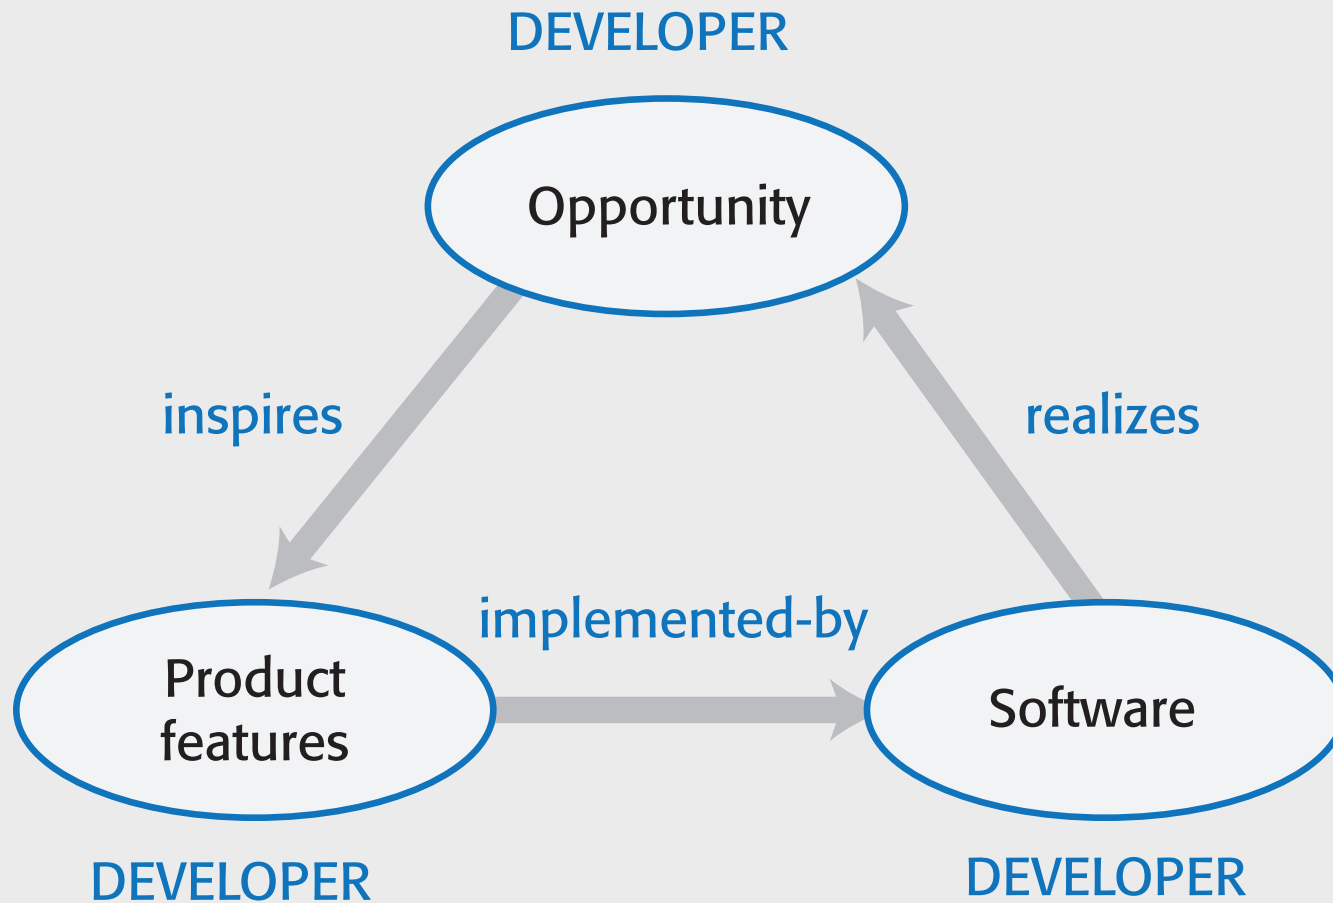 DEVELOPER
Opportunity
inspires
realizes
implemented-by
Product
features
Software
DEVELOPER
DEVELOPER